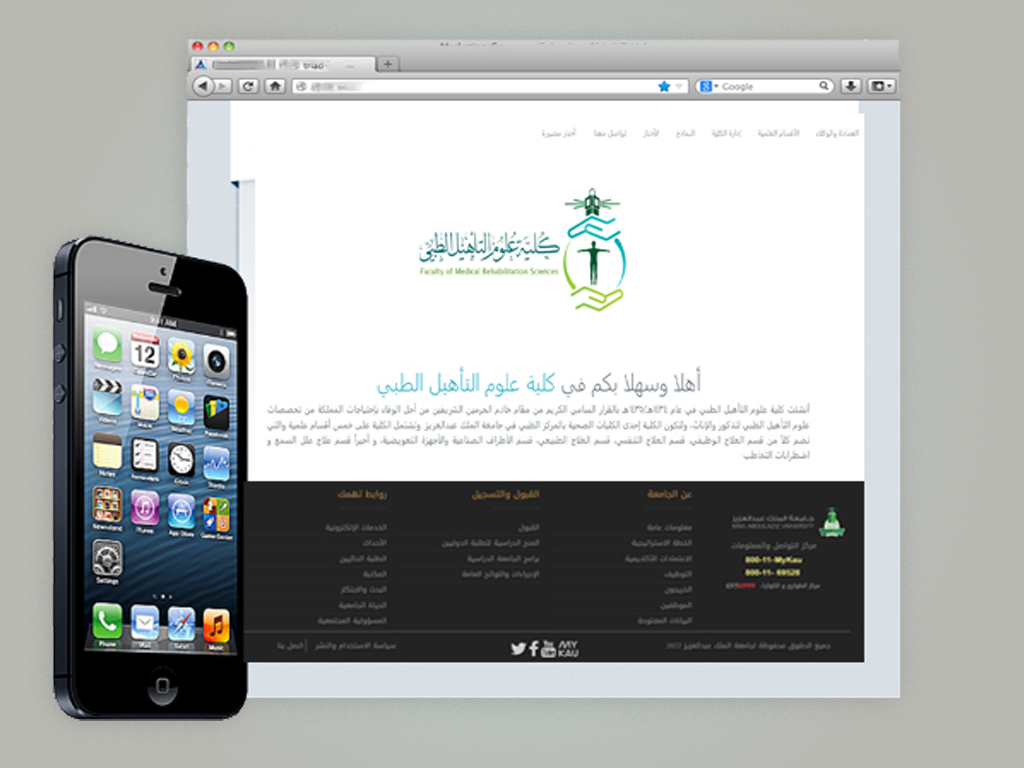 triad
Google
العمادة والوكلاء
الأقسام العلمية
إدارة الكلية
النماذج
الأخبار
تواصل معنا
أخبار مصورة
كلية علوم التأهيل الطبي
Faculty of Medical Rehabilitation Sciences
أهلا وسهلا بكم في كلية علوم التأهيل الطبي
أنشئت كلية علوم التأهيل الطبي في عام ١٤٣٤هـ/١٤٣٥هـ بالقرار السامي الكريم من مقام خادم الحرمين الشريفين من أجل الوفاء بإحتياجات المملكة من تخصصات
علوم التأهيل الطبي للذكور والإناث، ولتكون الكلية إحدى الكليات الصحية بالمركز الطبي في جامعة الملك عبدالعزيز. وتشتمل الكلية على خمس أقسام علمية والتي
تضم كلاً من قسم العلاج الوظيفي، قسم العلاج التنفسي، قسم العلاج الطبيعي، قسم الأطراف الصناعية والأجهزة التعويضية، و أخيراً قسم علاج علل السمع و
اضطرابات التخاطب.
جامعة الملك عبدالعزيز
KING ABDULAZIZ UNIVERSITY
مركز التواصل والمعلومات
800-11-MyKau
800-11- 69528
مركز الطوارئ و الكوارث
عن الجامعة
معلومات عامة
الخطة الاستراتيجية
الاعتمادات الأكاديمية
التوظيف
الخريجون
الموظفين
البيانات المفتوحة
القبول والتسجيل
القبول
المنح الدراسية للطلبة الدوليين
برامج الجامعة الدراسية
الإجراءات واللوائح العامة
روابط تهمك
الخدمات الإلكترونية
الأحداث
الطلبة الحاليين
المكتبة
البحث والابتكار
الحياة الجامعية
المسؤولية المجتمعية
جميع الحقوق محفوظة لجامعة الملك عبدالعزيز 2022
You
Tube
MY
KAU
سياسة الاستخدام والنشر | اتصل بنا
Messages
12
Calendar
Photos
Camera
Videos
Maps
Weather
Passbook
Notes
Reminders
Clock
Stocks
Newsstand
iTunes
App Store
Game Center
Settings
Phone
Mail
Safari
Music